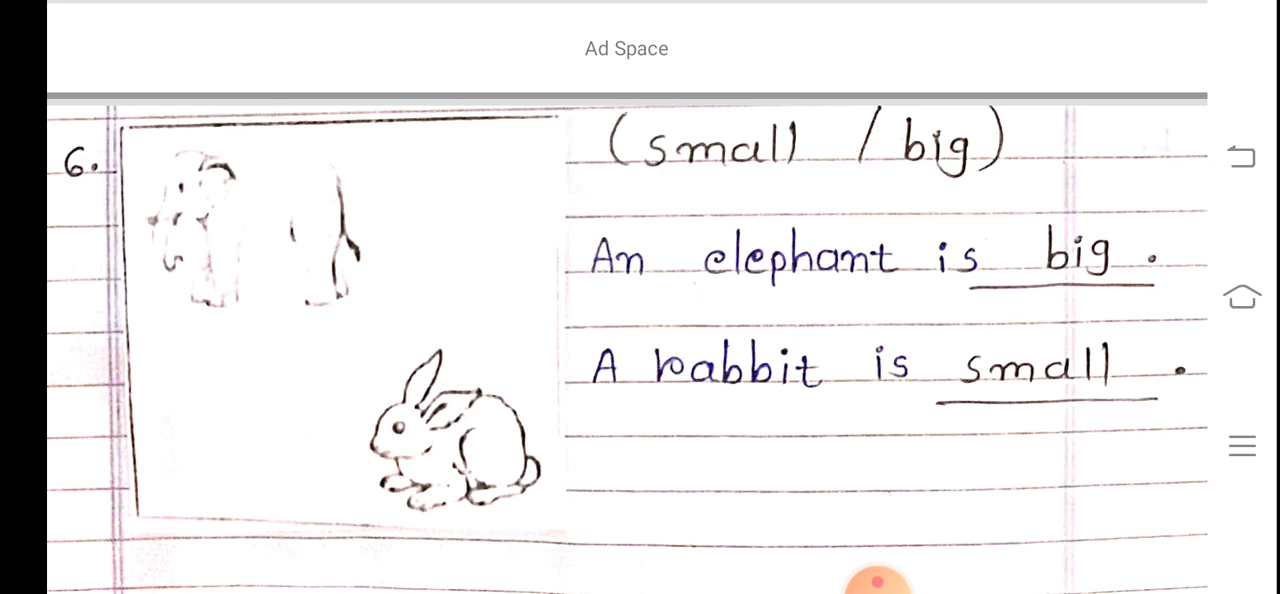 Ad Space
6.
(small / big)
An elephant is big.
A rabbit is small.